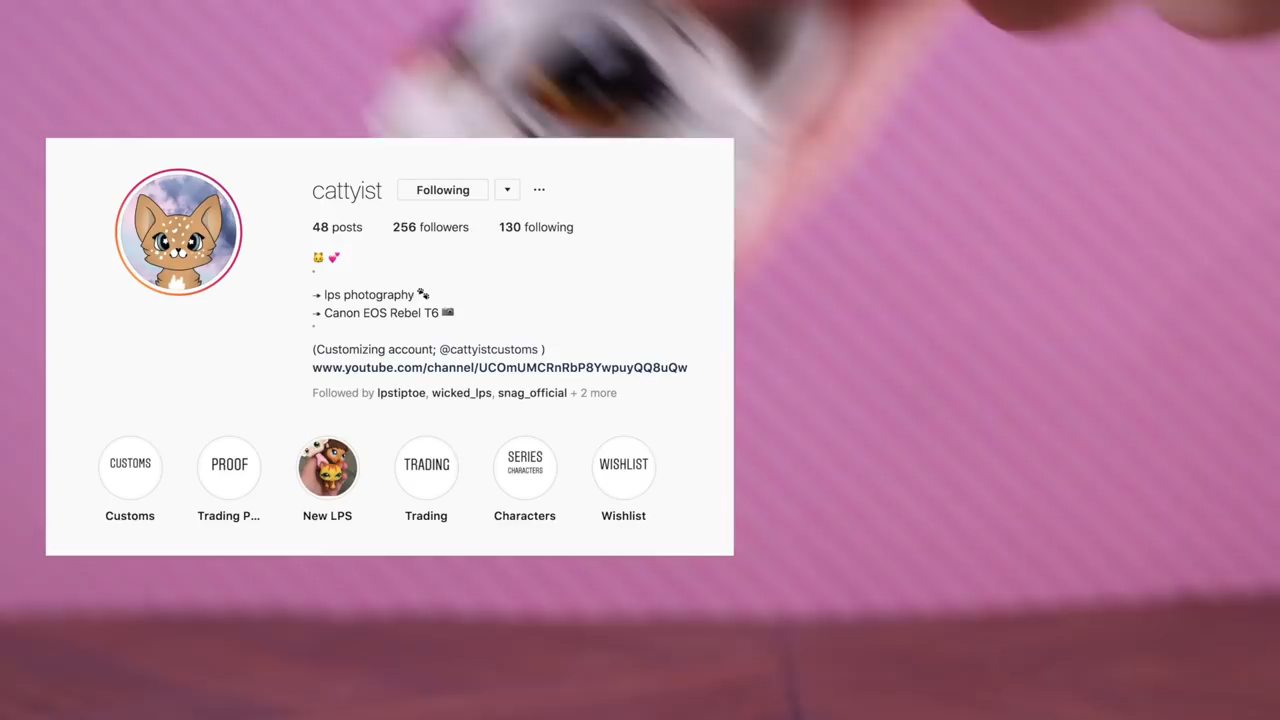 cattyist Following
48 posts 256 followers 130 following
→ lps photography
→ Canon EOS Rebel T6
(Customizing account; @cattyistcustoms )
www.youtube.com/channel/UCOmUMCRnRbP8YwpuyQQ8uQw
Followed by lpstiptoe, wicked_lps, snag_official + 2 more
CUSTOMS PROOF TRADING SERIES CHARACTERS WISHLIST
Customs Trading P... New LPS Trading Characters Wishlist